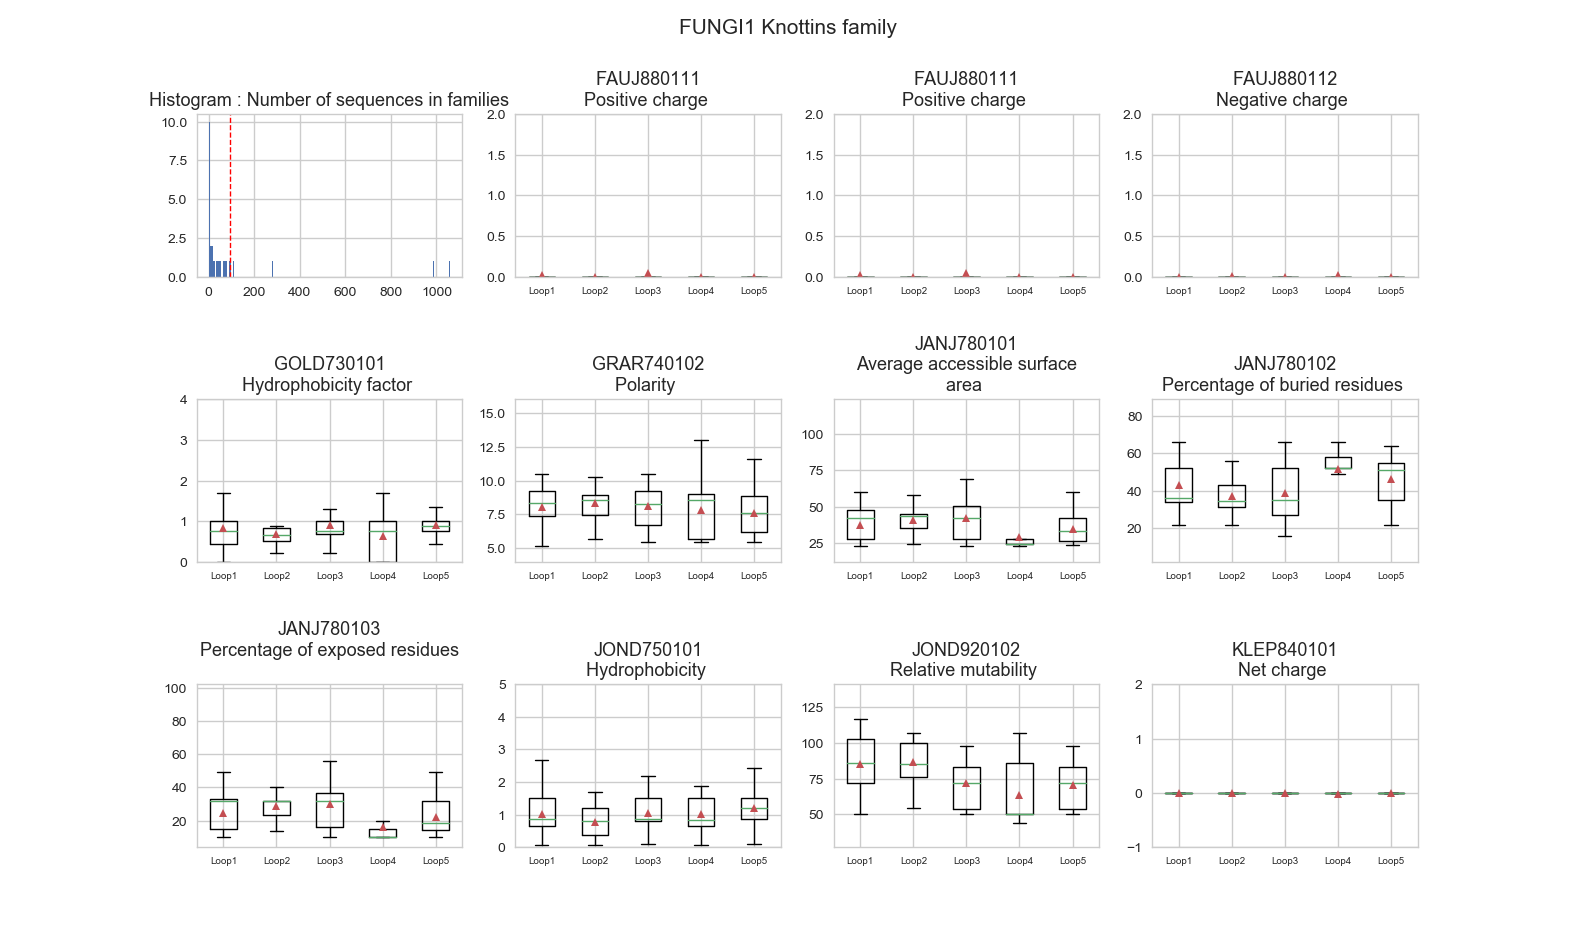 FUNGI1 Knottins family
Histogram : Number of sequences in families
10.0
7.5
5.0
2.5
0.0
0 200 400 600 800 1000
FAUJ880111
Positive charge
2.0
1.5
1.0
0.5
0.0
Loop1 Loop2 Loop3 Loop4 Loop5
FAUJ880111
Positive charge
2.0
1.5
1.0
0.5
0.0
Loop1 Loop2 Loop3 Loop4 Loop5
FAUJ880112
Negative charge
2.0
1.5
1.0
0.5
0.0
Loop1 Loop2 Loop3 Loop4 Loop5
GOLD730101
Hydrophobicity factor
4
3
2
1
0
Loop1 Loop2 Loop3 Loop4 Loop5
GRAR740102
Polarity
15.0
12.5
10.0
7.5
5.0
Loop1 Loop2 Loop3 Loop4 Loop5
JANJ780101
Average accessible surface
area
100
75
50
25
Loop1 Loop2 Loop3 Loop4 Loop5
JANJ780102
Percentage of buried residues
80
60
40
20
Loop1 Loop2 Loop3 Loop4 Loop5
JANJ780103
Percentage of exposed residues
100
80
60
40
20
Loop1 Loop2 Loop3 Loop4 Loop5
JOND750101
Hydrophobicity
5
4
3
2
1
0
Loop1 Loop2 Loop3 Loop4 Loop5
JOND920102
Relative mutability
125
100
75
50
Loop1 Loop2 Loop3 Loop4 Loop5
KLEP840101
Net charge
2
1
0
−1
Loop1 Loop2 Loop3 Loop4 Loop5